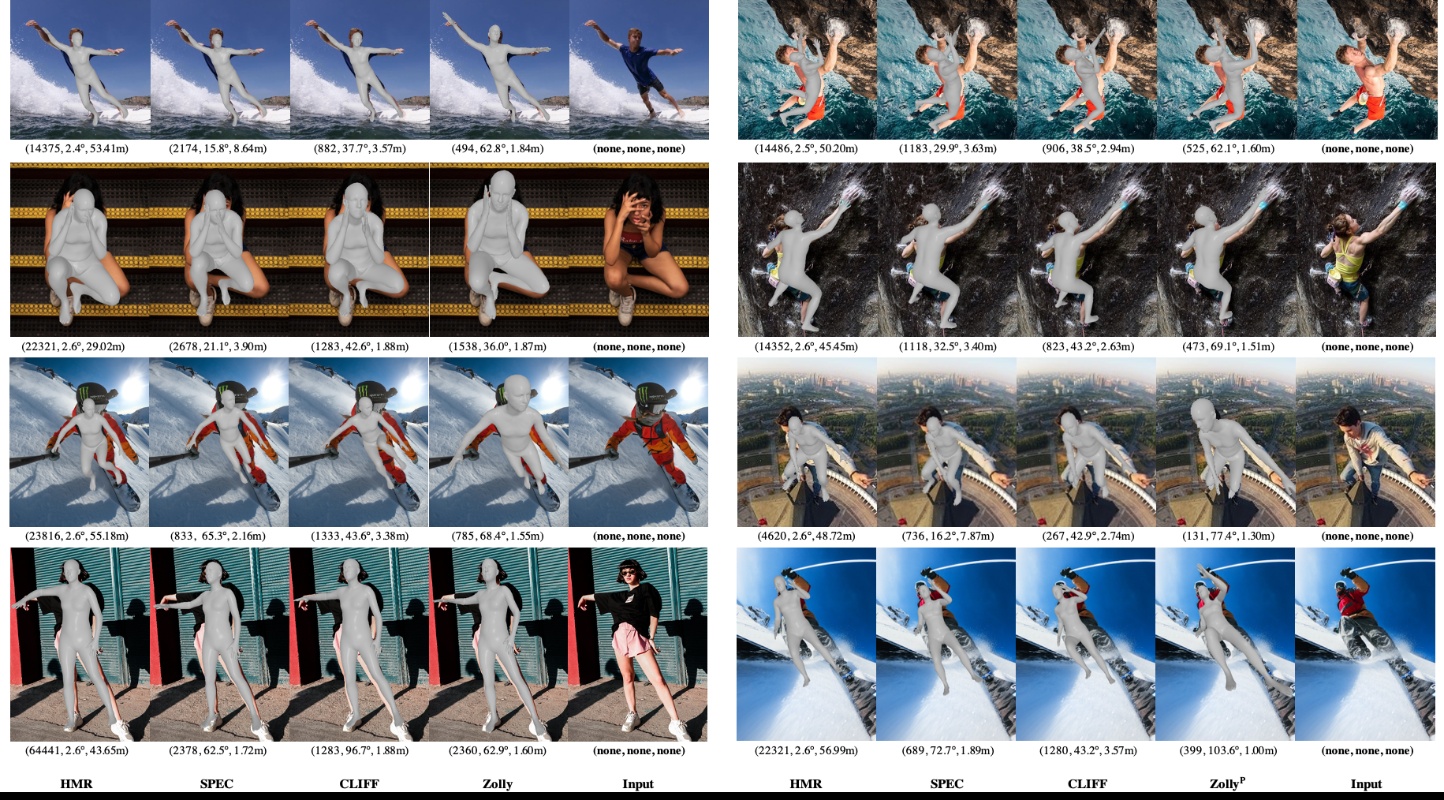 (14375, 2.4°, 53.41m) (2174, 15.8°, 8.64m) (882, 37.7°, 3.57m) (494, 62.8°, 1.84m) (none, none, none) (14486, 2.5°, 50.20m) (1183, 29.9°, 3.63m) (906, 38.5°, 2.94m) (525, 62.1°, 1.60m) (none, none, none)
(22321, 2.6°, 29.02m) (2678, 21.1°, 3.90m) (1283, 42.6°, 1.88m) (1538, 36.0°, 1.87m) (none, none, none) (14352, 2.6°, 45.45m) (1118, 32.5°, 3.40m) (823, 43.2°, 2.63m) (473, 69.1°, 1.51m) (none, none, none)
(23816, 2.6°, 55.18m) (833, 65.3°, 2.16m) (1333, 43.6°, 3.38m) (785, 68.4°, 1.55m) (none, none, none) (4620, 2.6°, 48.72m) (736, 16.2°, 7.87m) (267, 42.9°, 2.74m) (131, 77.4°, 1.30m) (none, none, none)
(64441, 2.6°, 43.65m) (2378, 62.5°, 1.72m) (1283, 96.7°, 1.88m) (2360, 62.9°, 1.60m) (none, none, none) (22321, 2.6°, 56.99m) (689, 72.7°, 1.89m) (1280, 43.2°, 3.57m) (399, 103.6°, 1.00m) (none, none, none)
HMR SPEC CLIFF Zolly Input HMR SPEC CLIFF Zollyᴾ Input